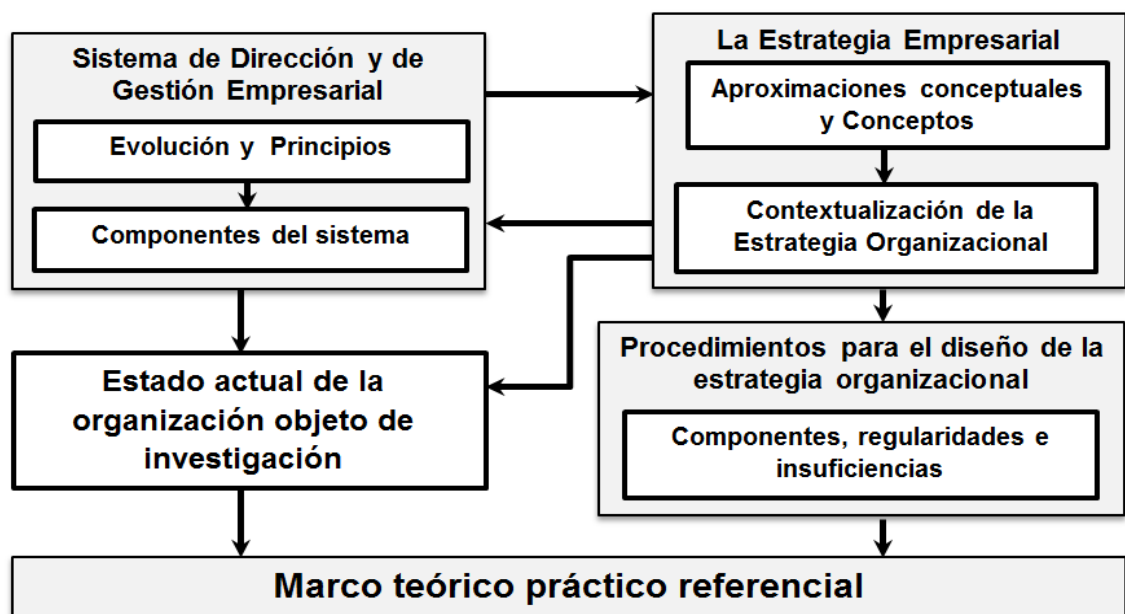 Sistema de Dirección y de
Gestión Empresarial
Evolución y Principios
Componentes del sistema
La Estrategia Empresarial
Aproximaciones conceptuales
y Conceptos
Contextualización de la
Estrategia Organizacional
Estado actual de la
organización objeto de
investigación
Procedimientos para el diseño de la
estrategia organizacional
Componentes, regularidades e
insuficiencias
Marco teórico práctico referencial